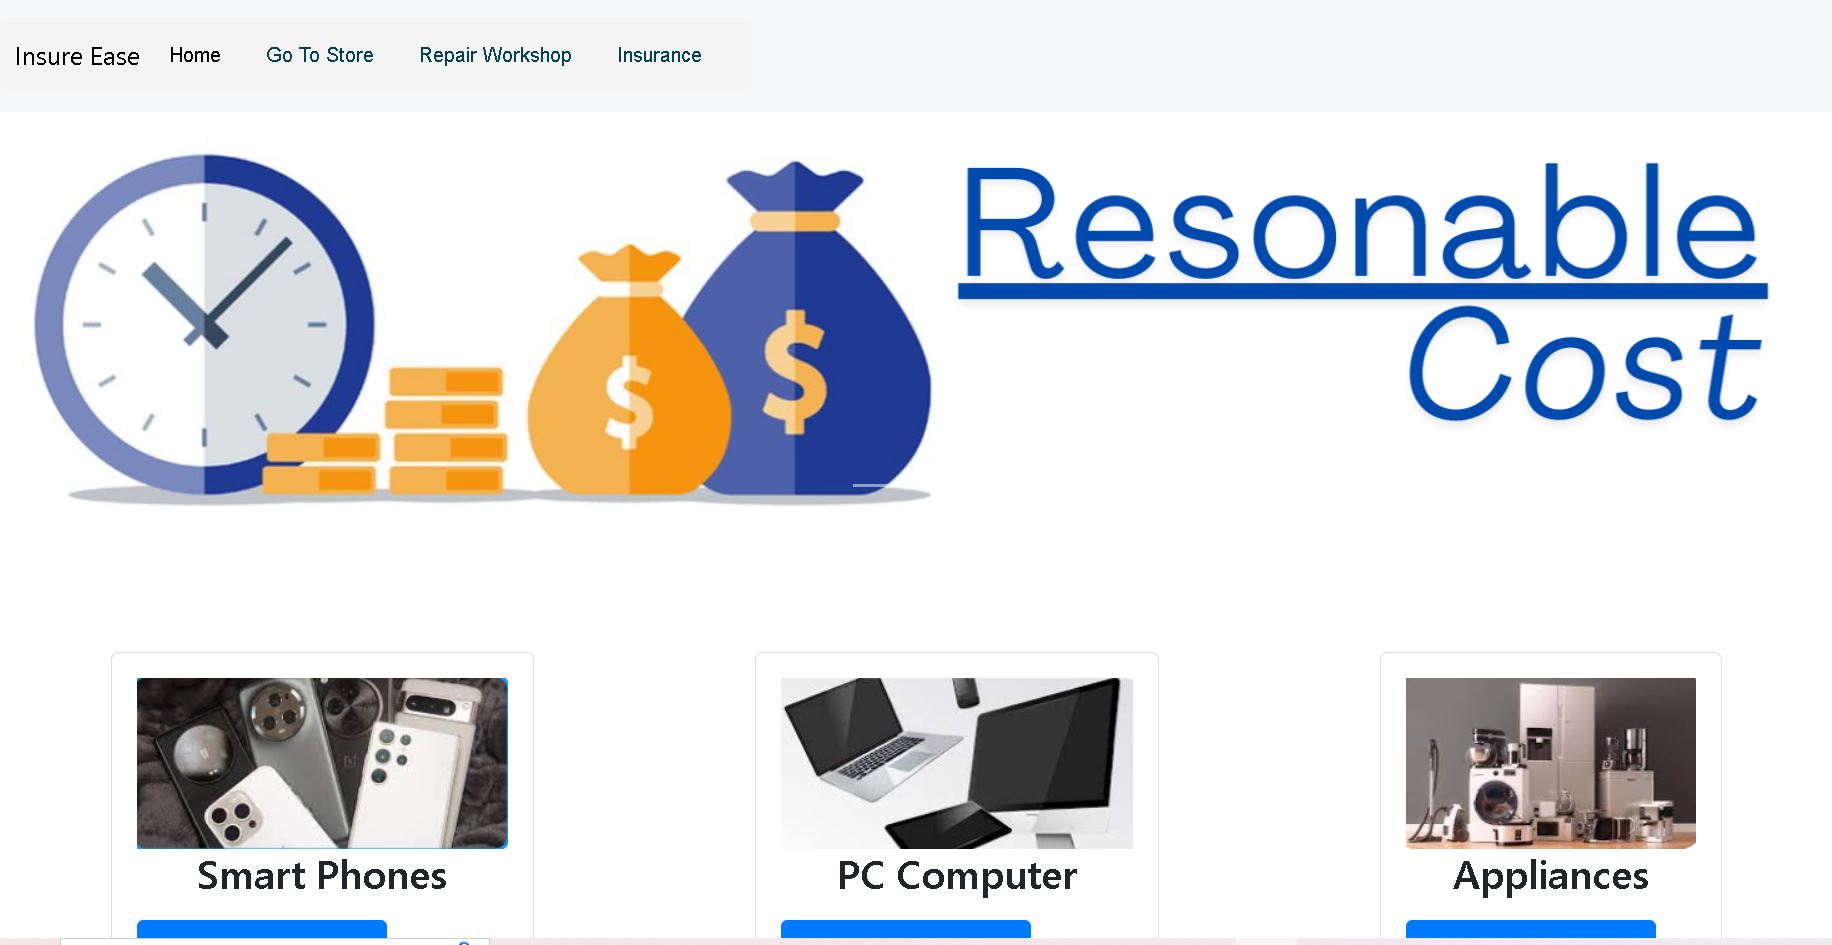 Insure Ease Home Go To Store Repair Workshop Insurance
Resonable
Cost
$ $
Smart Phones PC Computer Appliances